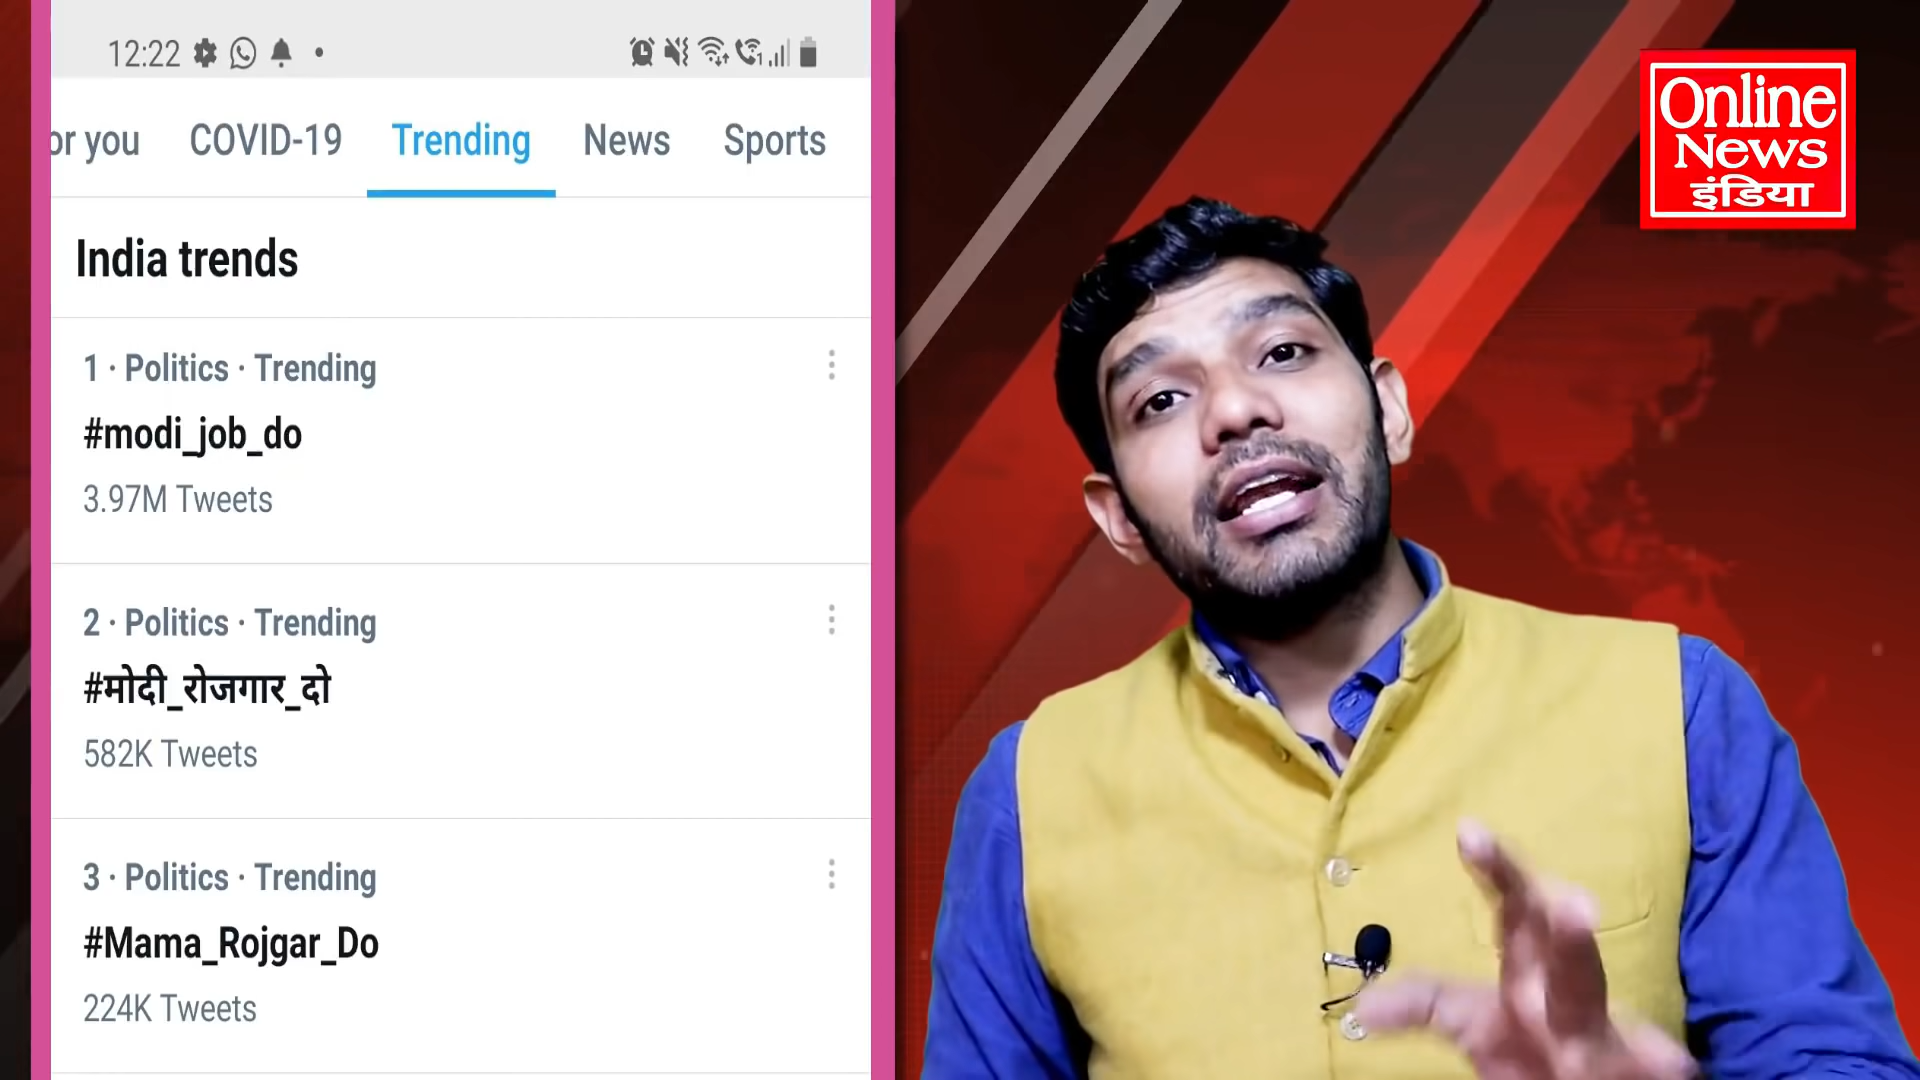 12:22
or you COVID-19 Trending News Sports
India trends
1 · Politics · Trending
#modi_job_do
3.97M Tweets
2 · Politics · Trending
#मोदी_रोजगार_दो
582K Tweets
3 · Politics · Trending
#Mama_Rojgar_Do
224K Tweets
Online
News
इंडिया